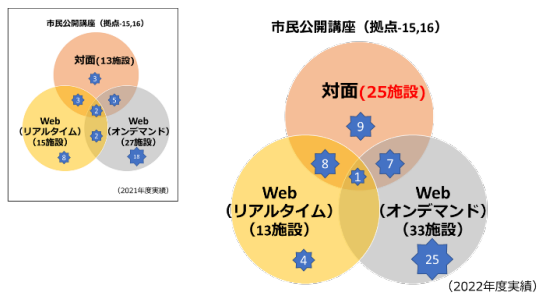 市民公開講座（拠点-15,16）
対面(13施設)
3
3
5
2
2
Web
（リアルタイム）
（15施設）
Web
（オンデマンド）
（27施設）
8
18
（2021年度実績）
市民公開講座（拠点-15,16）
対面(25施設)
9
8
7
1
Web
（リアルタイム）
（13施設）
Web
（オンデマンド）
（33施設）
4
25
（2022年度実績）